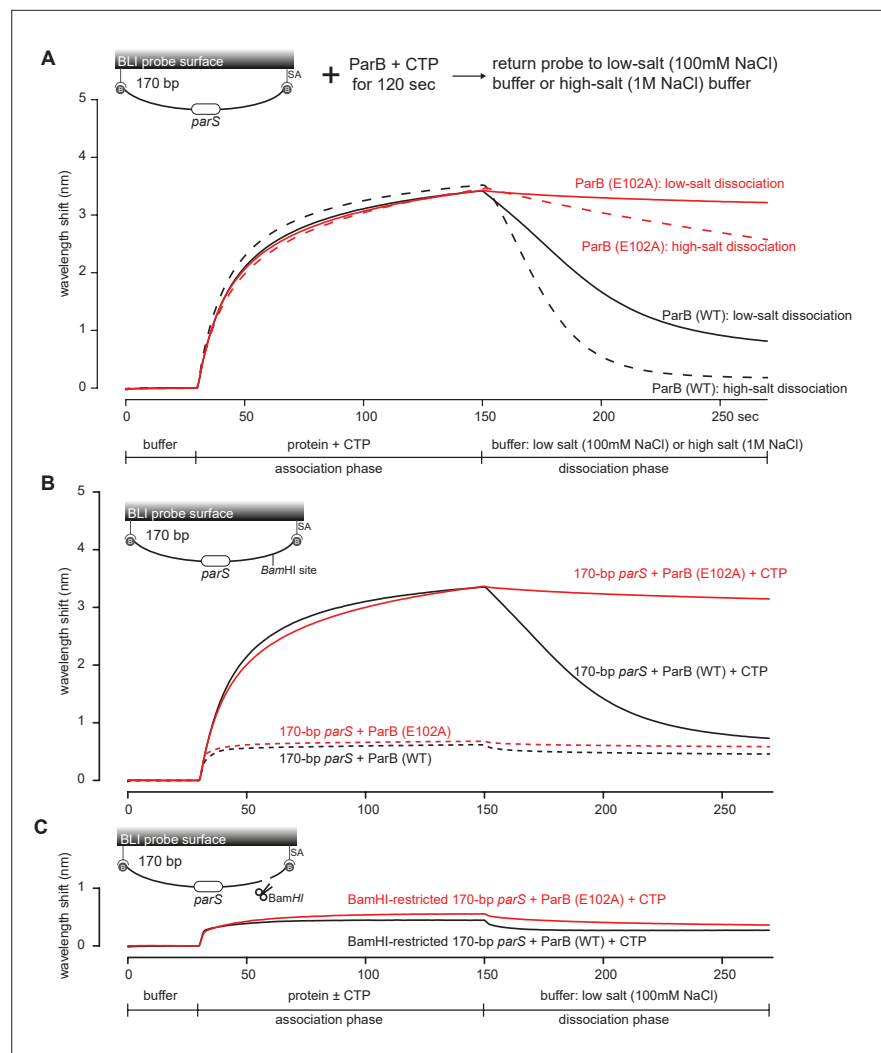 A
BLI probe surface
170 bp
SA
B
B
parS
+
ParB + CTP
for 120 sec
return probe to low-salt (100mM NaCl)
buffer or high-salt (1M NaCl) buffer
5
4
3
2
1
0
wavelength shift (nm)
ParB (E102A): low-salt dissociation
ParB (E102A): high-salt dissociation
ParB (WT): low-salt dissociation
ParB (WT): high-salt dissociation
0 50 100 150 200 250 sec
buffer protein + CTP buffer: low salt (100mM NaCl) or high salt (1M NaCl)
association phase dissociation phase
B
BLI probe surface
170 bp
SA
B
B
parS
BamHI site
5
4
3
2
1
0
wavelength shift (nm)
170-bp parS + ParB (E102A) + CTP
170-bp parS + ParB (WT) + CTP
170-bp parS + ParB (E102A)
170-bp parS + ParB (WT)
0 50 100 150 200 250
C
BLI probe surface
170 bp
SA
B
B
parS
BamHI
1
0
wavelength shift (nm)
BamHI-restricted 170-bp parS + ParB (E102A) + CTP
BamHI-restricted 170-bp parS + ParB (WT) + CTP
0 50 100 150 200 250
buffer protein ± CTP buffer: low salt (100mM NaCl)
association phase dissociation phase